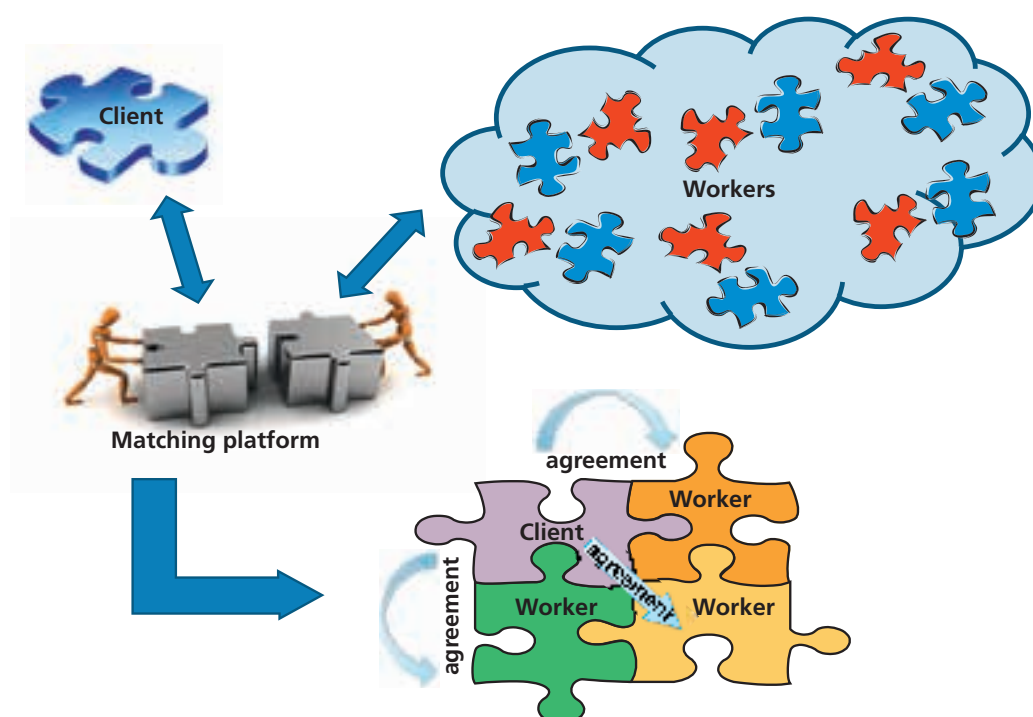 Client
Workers
Matching platform
agreement
Worker
Client
agreement
agreement
Worker
Worker